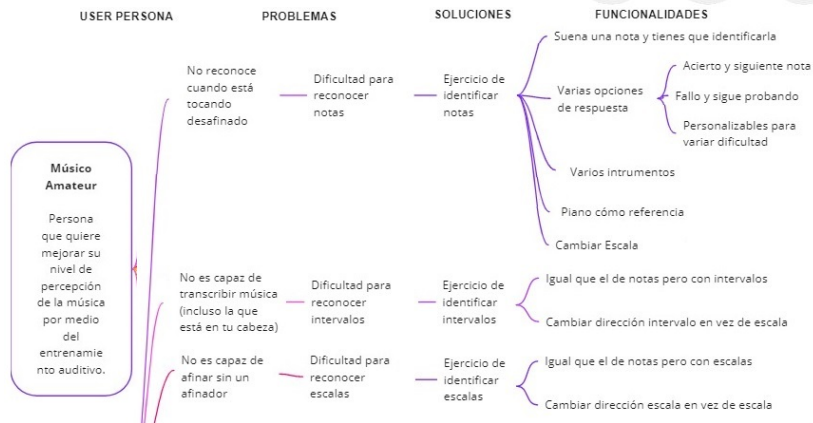 USER PERSONA
PROBLEMAS
SOLUCIONES
FUNCIONALIDADES
Músico
Amateur
Persona
que quiere
mejorar su
nivel de
percepción
de la música
por medio
del
entrenamie
nto auditivo.
No reconoce
cuando está
tocando
desafinado
Dificultad para
reconocer
notas
Ejercicio de
identificar
notas
Suena una nota y tienes que identificarla
Varias opciones
de respuesta
Acierto y siguiente nota
Fallo y sigue probando
Personalizables para
variar dificultad
Varios intrumentos
Piano cómo referencia
Cambiar Escala
No es capaz de
transcribir música
(incluso la que
está en tu cabeza)
Dificultad para
reconocer
intervalos
Ejercicio de
identificar
intervalos
Igual que el de notas pero con intervalos
Cambiar dirección intervalo en vez de escala
No es capaz de
afinar sin un
afinador
Dificultad para
reconocer
escalas
Ejercicio de
identificar
escalas
Igual que el de notas pero con escalas
Cambiar dirección escala en vez de escala